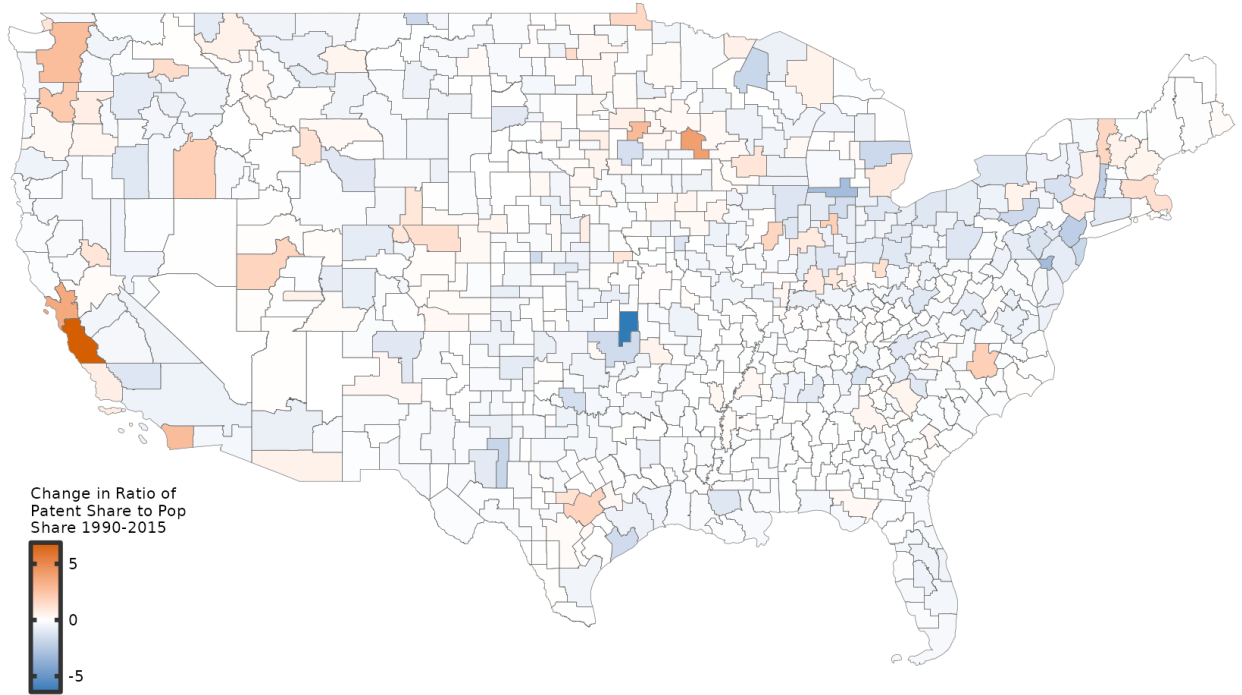 Change in Ratio of
Patent Share to Pop
Share 1990-2015
5
0
-5